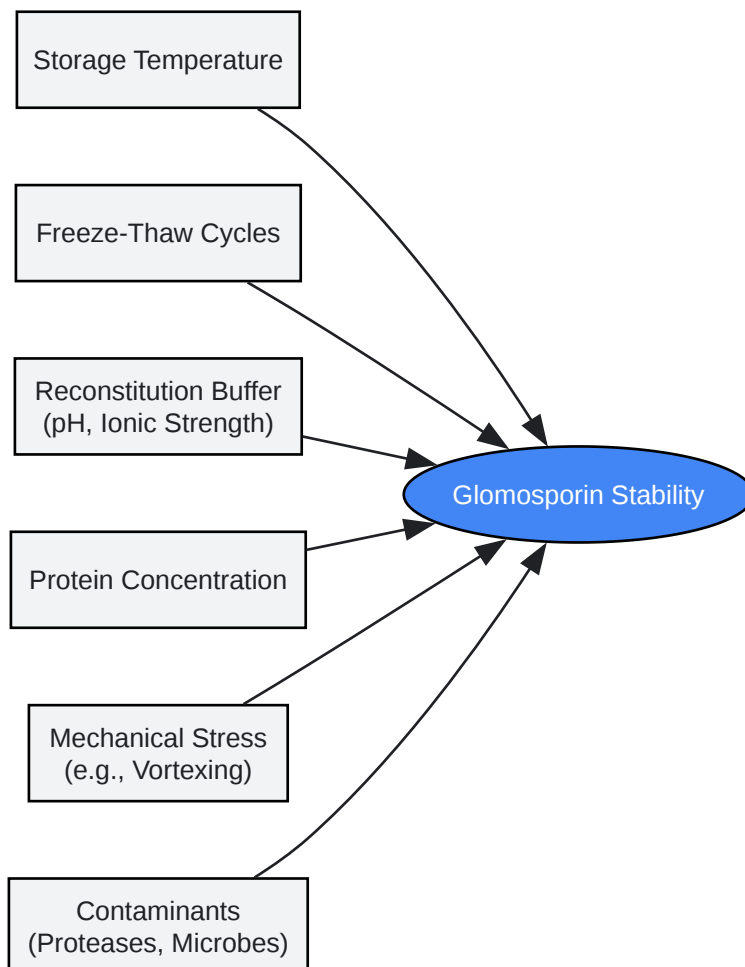 Storage Temperature
Freeze-Thaw Cycles
Reconstitution Buffer
(pH, Ionic Strength)
Glomosporin Stability
Protein Concentration
Mechanical Stress
(e.g., Vortexing)
Contaminants
(Proteases, Microbes)